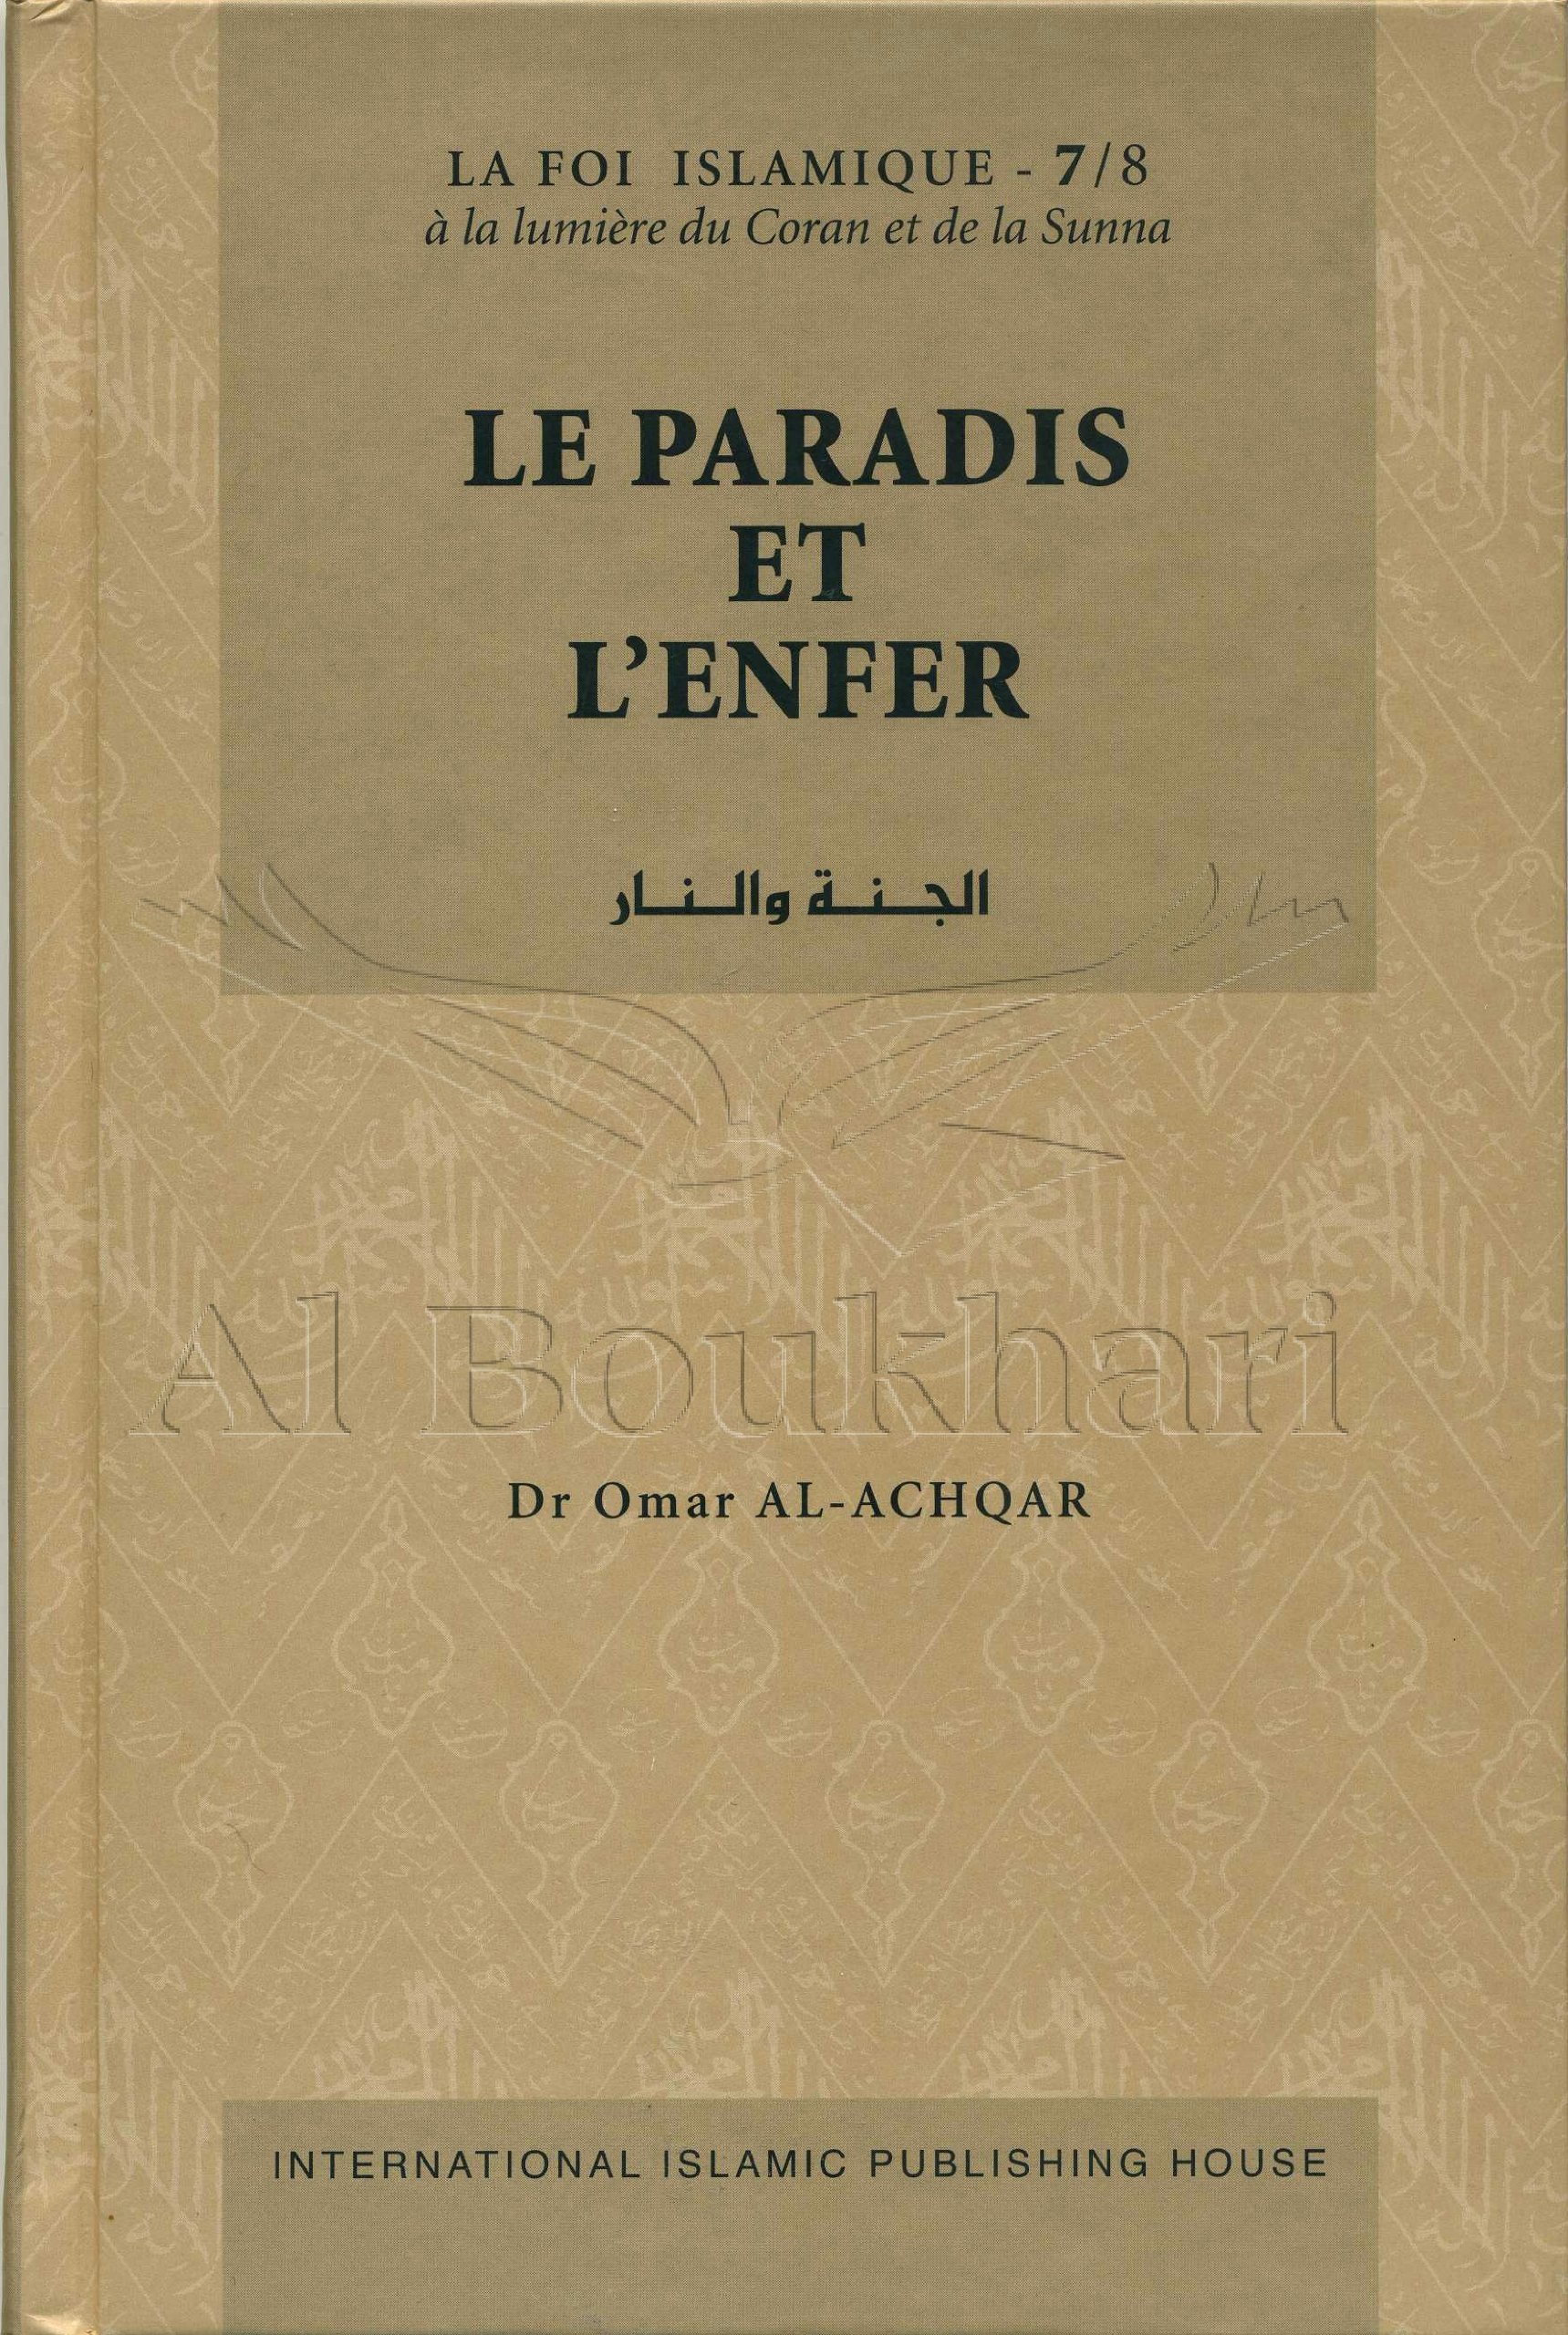 LA FOI ISLAMIQUE - 7/8
à la lumière du Coran et de la Sunna
LE PARADIS
ET
L'ENFER
الجنة والنار
Al Boukhari
Dr Omar AL-ACHQAR
INTERNATIONAL ISLAMIC PUBLISHING HOUSE